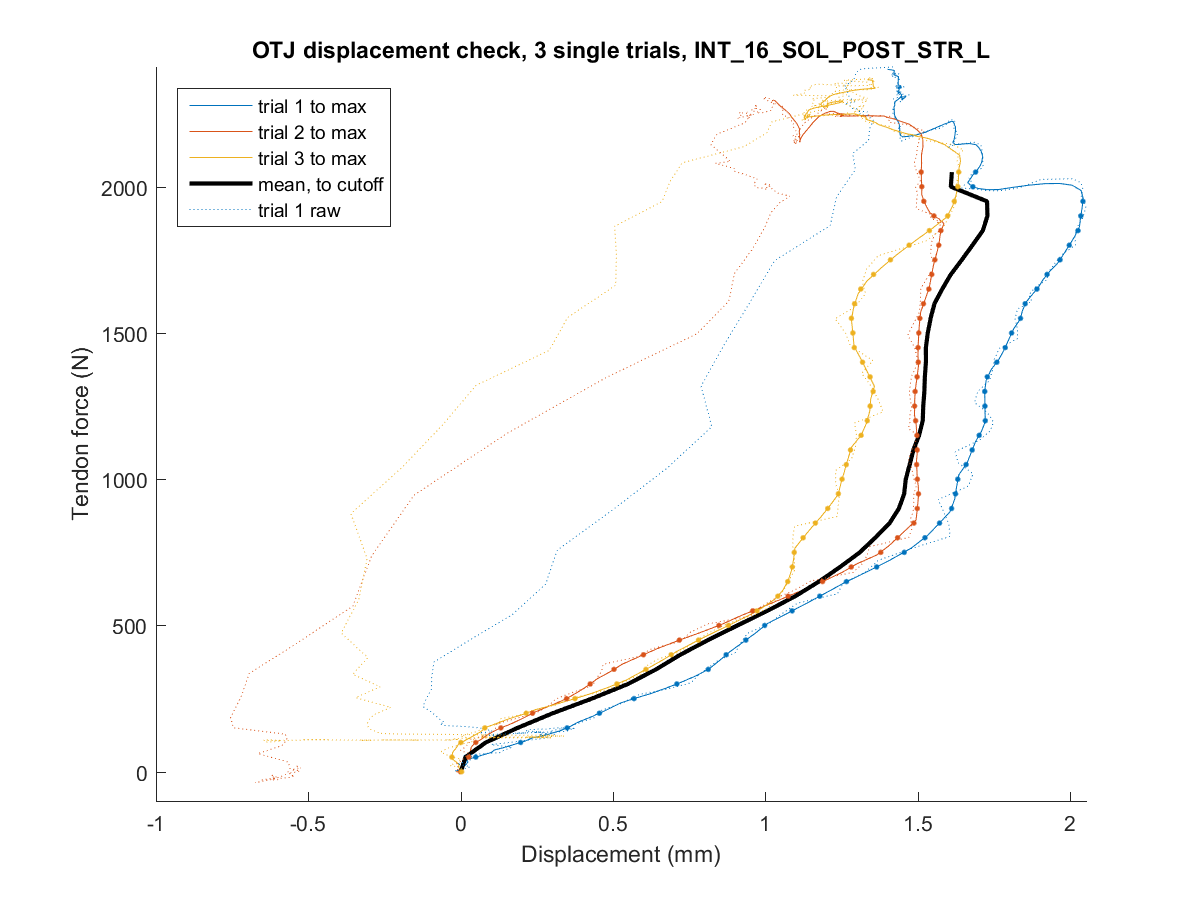 OTJ displacement check, 3 single trials, INT_16_SOL_POST_STR_L
trial 1 to max
trial 2 to max
trial 3 to max
mean, to cutoff
trial 1 raw
2000
1500
1000
500
0
Tendon force (N)
-1
-0.5
0
0.5
1
1.5
2
Displacement (mm)